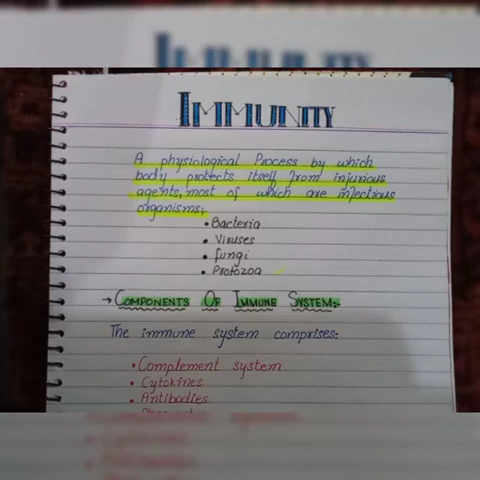 IMMUNITY
A physiological Process by which
body protects itself from injurious
agents, most of which are infectious
organisms;
• Bacteria
• Viruses
• fungi
• Protozoa
→ COMPONENTS OF IMMUNE SYSTEM:-
The immune system comprises:
• Complement system.
• Cytokines.
• Antibodies.